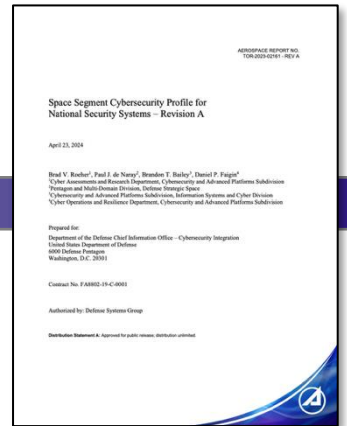 AEROSPACE REPORT NO.
TOR-2023-02161 - REV A
Space Segment Cybersecurity Profile for
National Security Systems – Revision A
April 23, 2024
Brad V. Roeher¹, Paul J. de Naray², Brandon T. Bailey³, Daniel P. Faigin⁴
¹Cyber Assessments and Research Department, Cybersecurity and Advanced Platforms Subdivision
²Pentagon and Multi-Domain Division, Defense Strategic Space
³Cybersecurity and Advanced Platforms Subdivision, Information Systems and Cyber Division
⁴Cyber Operations and Resilience Department, Cybersecurity and Advanced Platforms Subdivision
Prepared for:
Department of the Defense Chief Information Office – Cybersecurity Integration
United States Department of Defense
6000 Defense Pentagon
Washington, D.C. 20301
Contract No. FA8802-19-C-0001
Authorized by: Defense Systems Group
Distribution Statement A: Approved for public release; distribution unlimited.